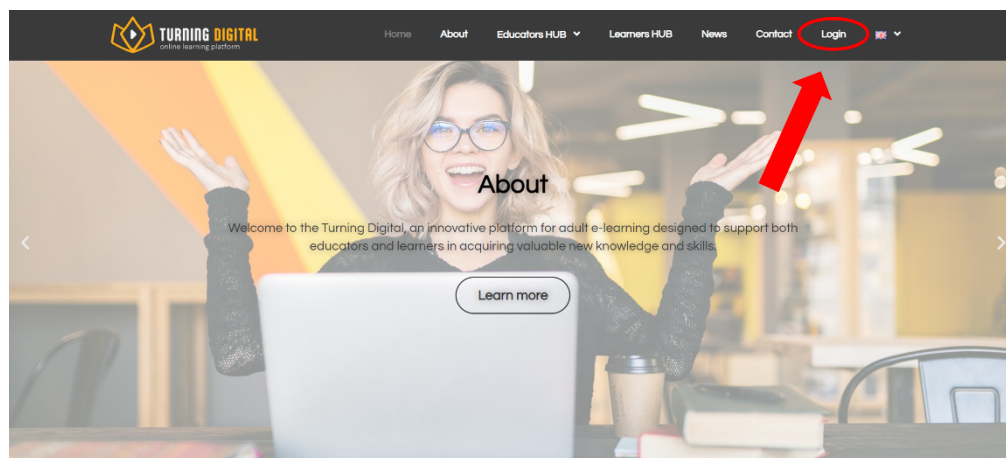 TURNING DIGITAL
online learning platform
Home About Educators HUB Learners HUB News Contact Login
About
Welcome to the Turning Digital, an innovative platform for adult e-learning designed to support both
educators and learners in acquiring valuable new knowledge and skills.
Learn more